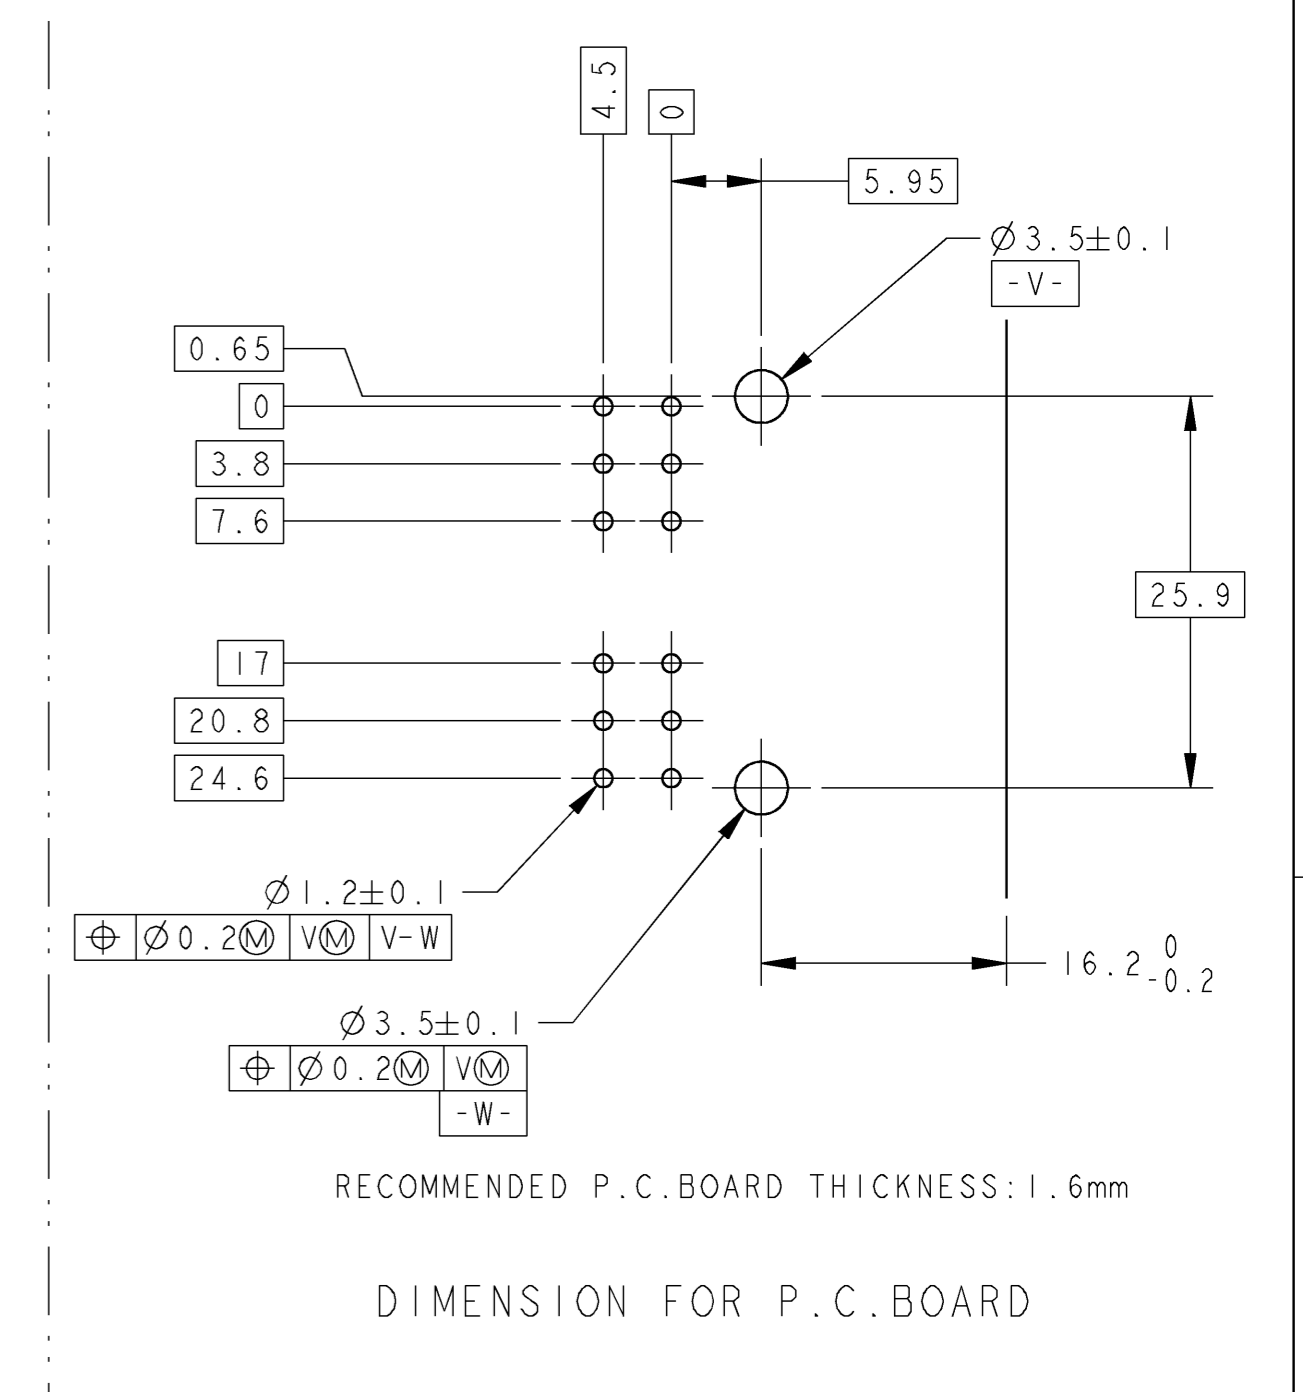 4.5
0
5.95
Ø3.5±0.1
-V-
0.65
0
3.8
7.6
25.9
17
20.8
24.6
Ø1.2±0.1
⌖ Ø0.2Ⓜ VⓂ V-W
16.2 0 -0.2
Ø3.5±0.1
⌖ Ø0.2Ⓜ VⓂ
-W-
RECOMMENDED P.C.BOARD THICKNESS:1.6mm
DIMENSION FOR P.C.BOARD